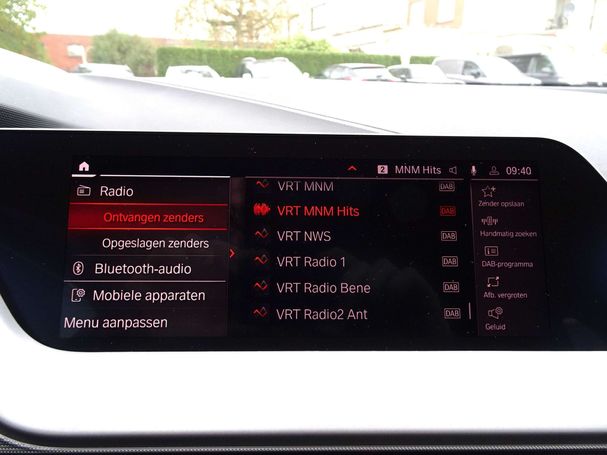 2 MNM Hits 09:40
Radio
Ontvangen zenders
Opgeslagen zenders
Bluetooth-audio
Mobiele apparaten
Menu aanpassen
VRT MNM DAB
VRT MNM Hits DAB
VRT NWS DAB
VRT Radio 1 DAB
VRT Radio Bene DAB
VRT Radio2 Ant DAB
Zender opslaan
Handmatig zoeken
DAB-programma
Afb. vergroten
Geluid